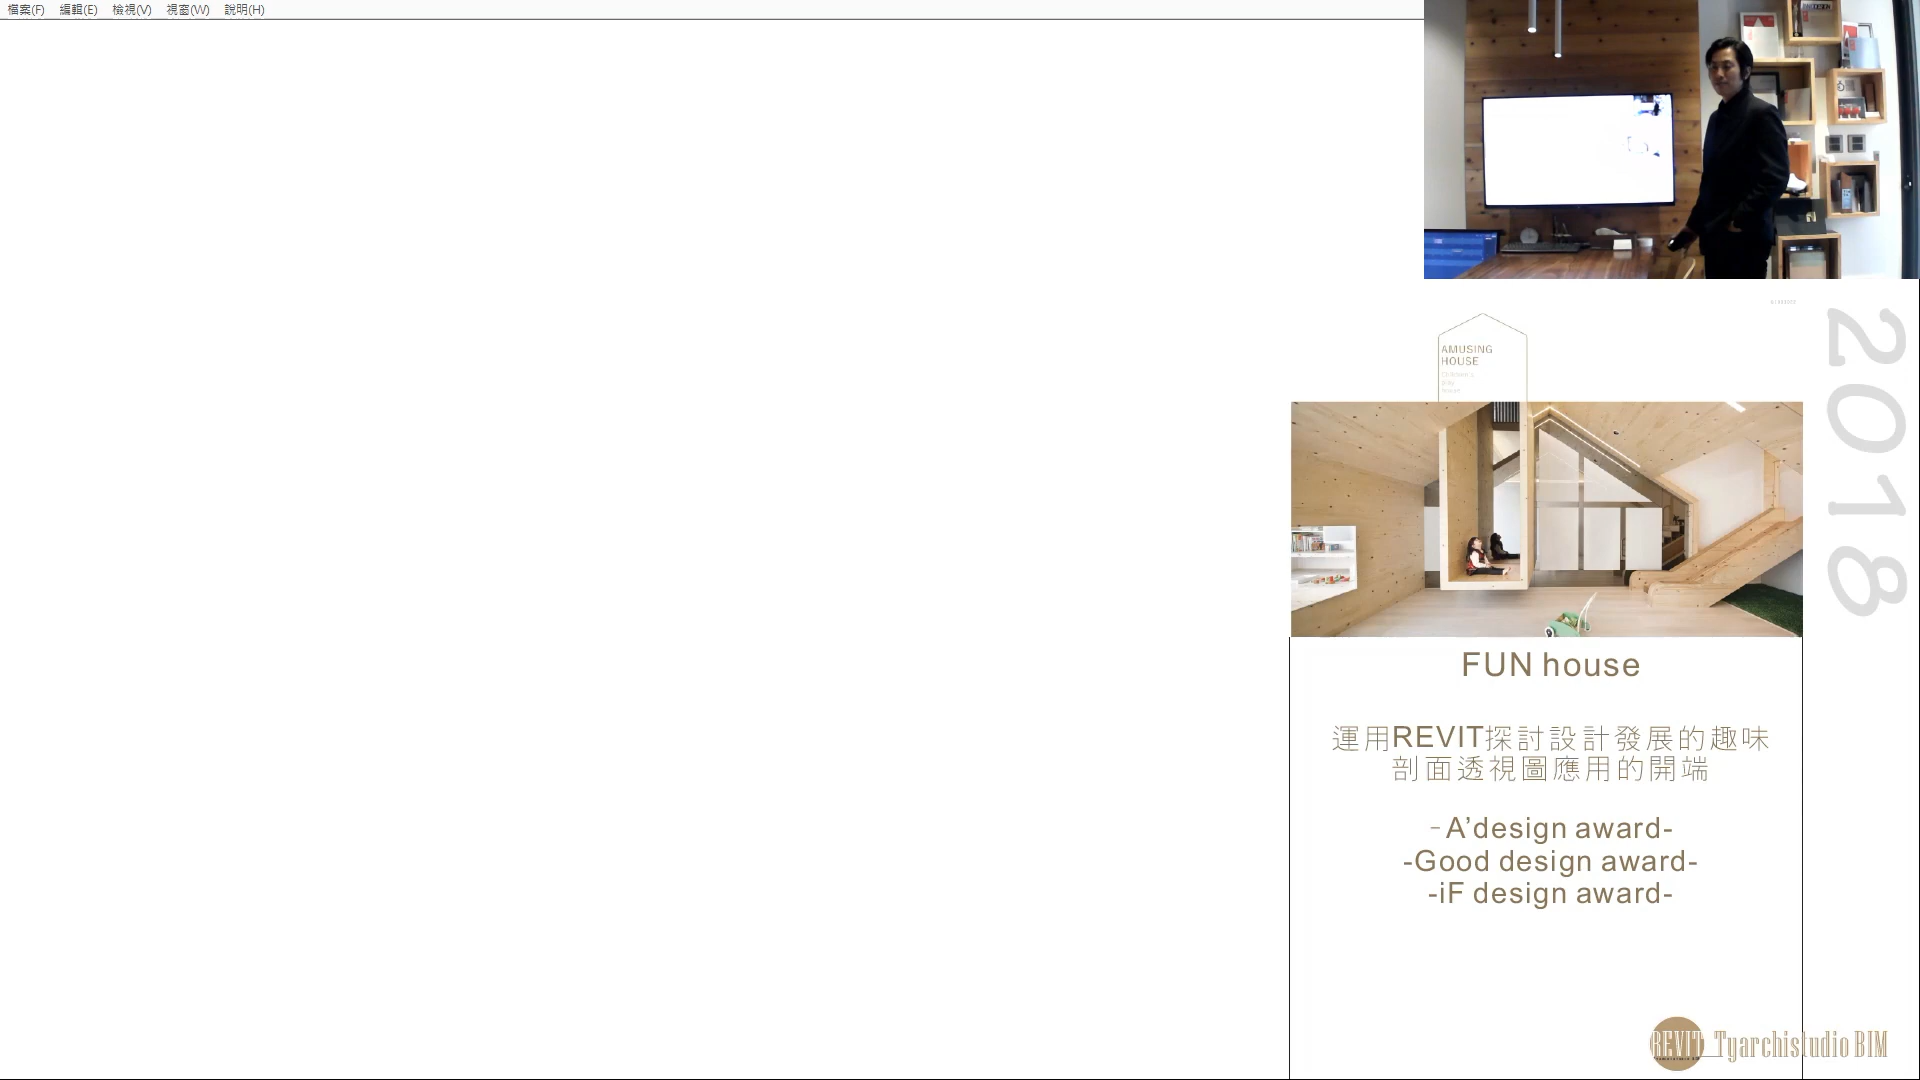 檔案(F) 編輯(E) 檢視(V) 視窗(W) 說明(H)
AMUSING
HOUSE
2018
FUN house
運用REVIT探討設計發展的趣味
剖面透視圖應用的開端
-A’design award-
-Good design award-
-iF design award-
REVIT Tyarchistudio BIM